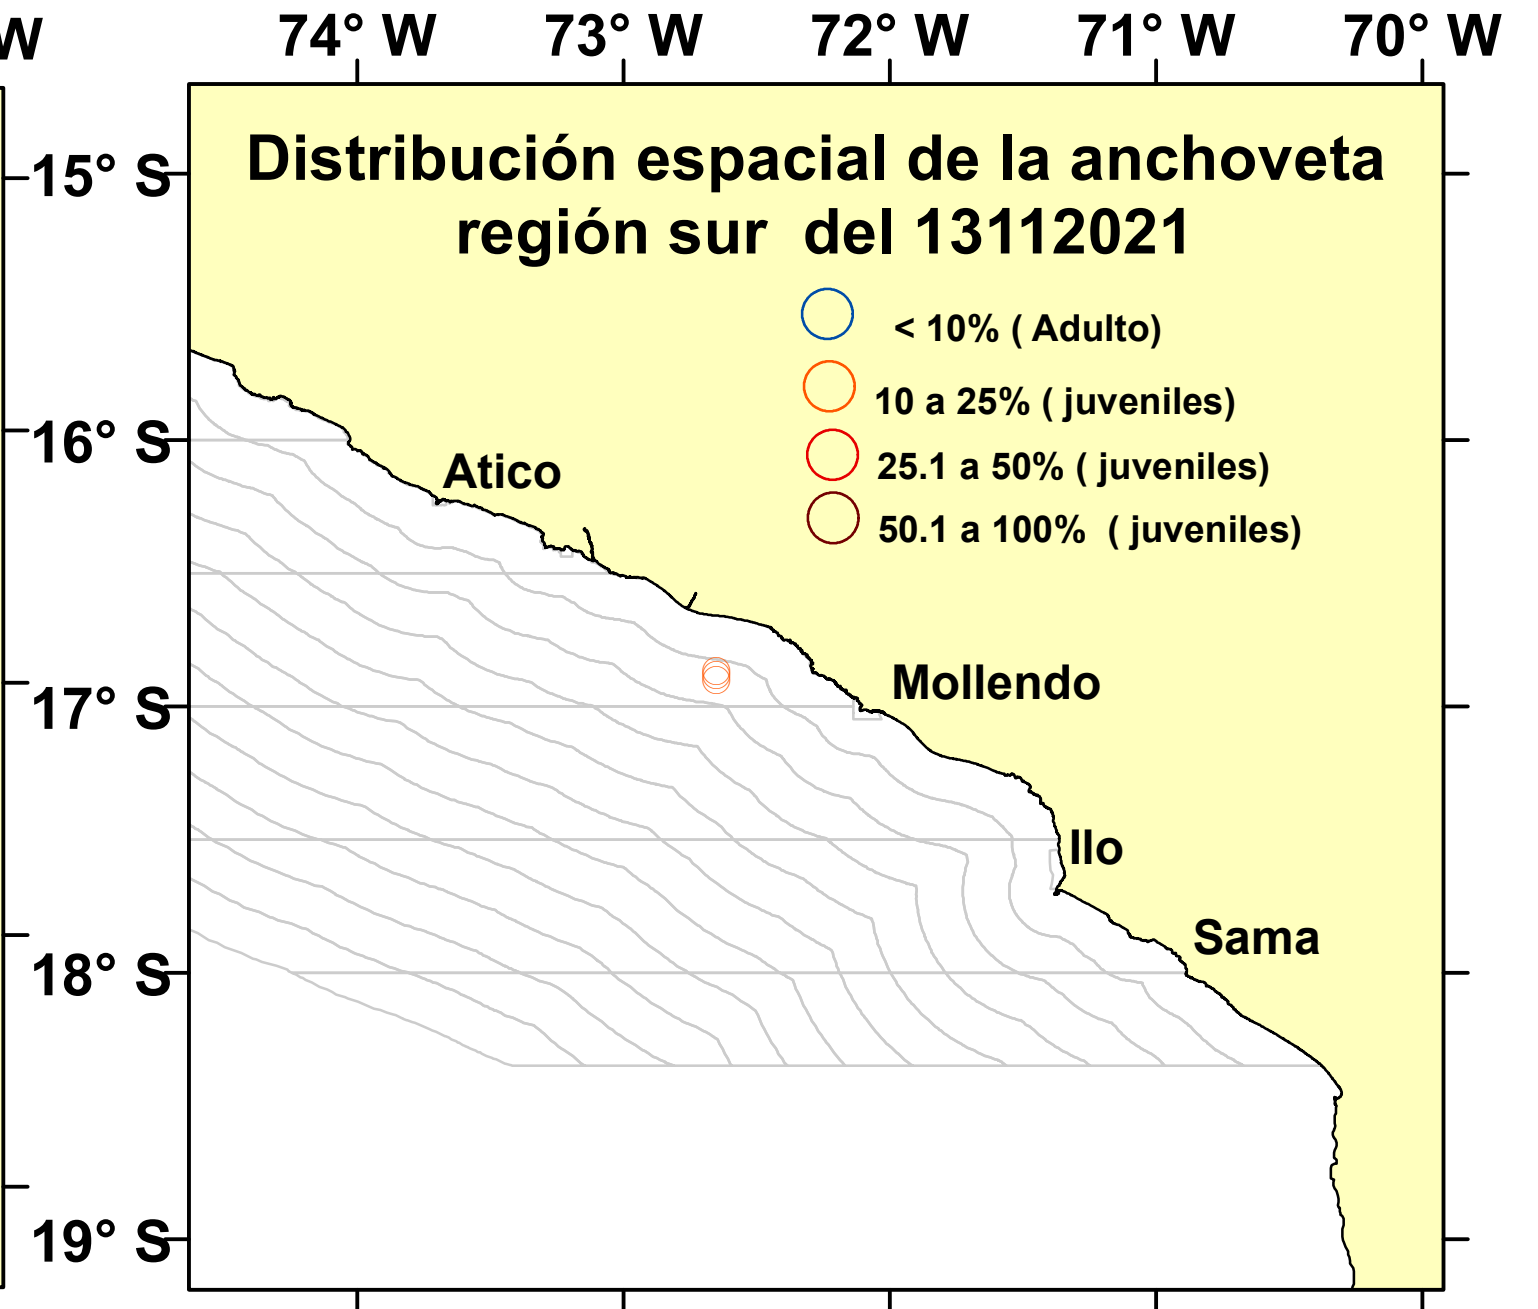 W
74° W 73° W 72° W 71° W 70° W
15° S
Distribución espacial de la anchoveta
región sur  del 13112021
< 10% ( Adulto)
10 a 25% ( juveniles)
16° S
25.1 a 50% ( juveniles)
Atico
50.1 a 100%  ( juveniles)
Mollendo
17° S
Ilo
Sama
18° S
19° S